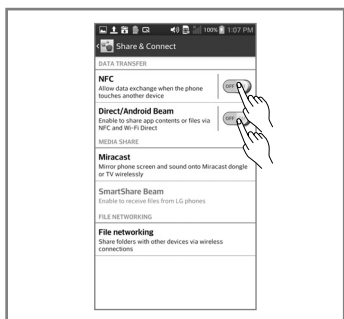 100% 1:07 PM
Share & Connect
DATA TRANSFER
NFC
Allow data exchange when the phone
touches another device
OFF
Direct/Android Beam
Enable to share app contents or files via
NFC and Wi-Fi Direct
OFF
MEDIA SHARE
Miracast
Mirror phone screen and sound onto Miracast dongle
or TV wirelessly
SmartShare Beam
Enable to receive files from LG phones
FILE NETWORKING
File networking
Share folders with other devices via wireless
connections